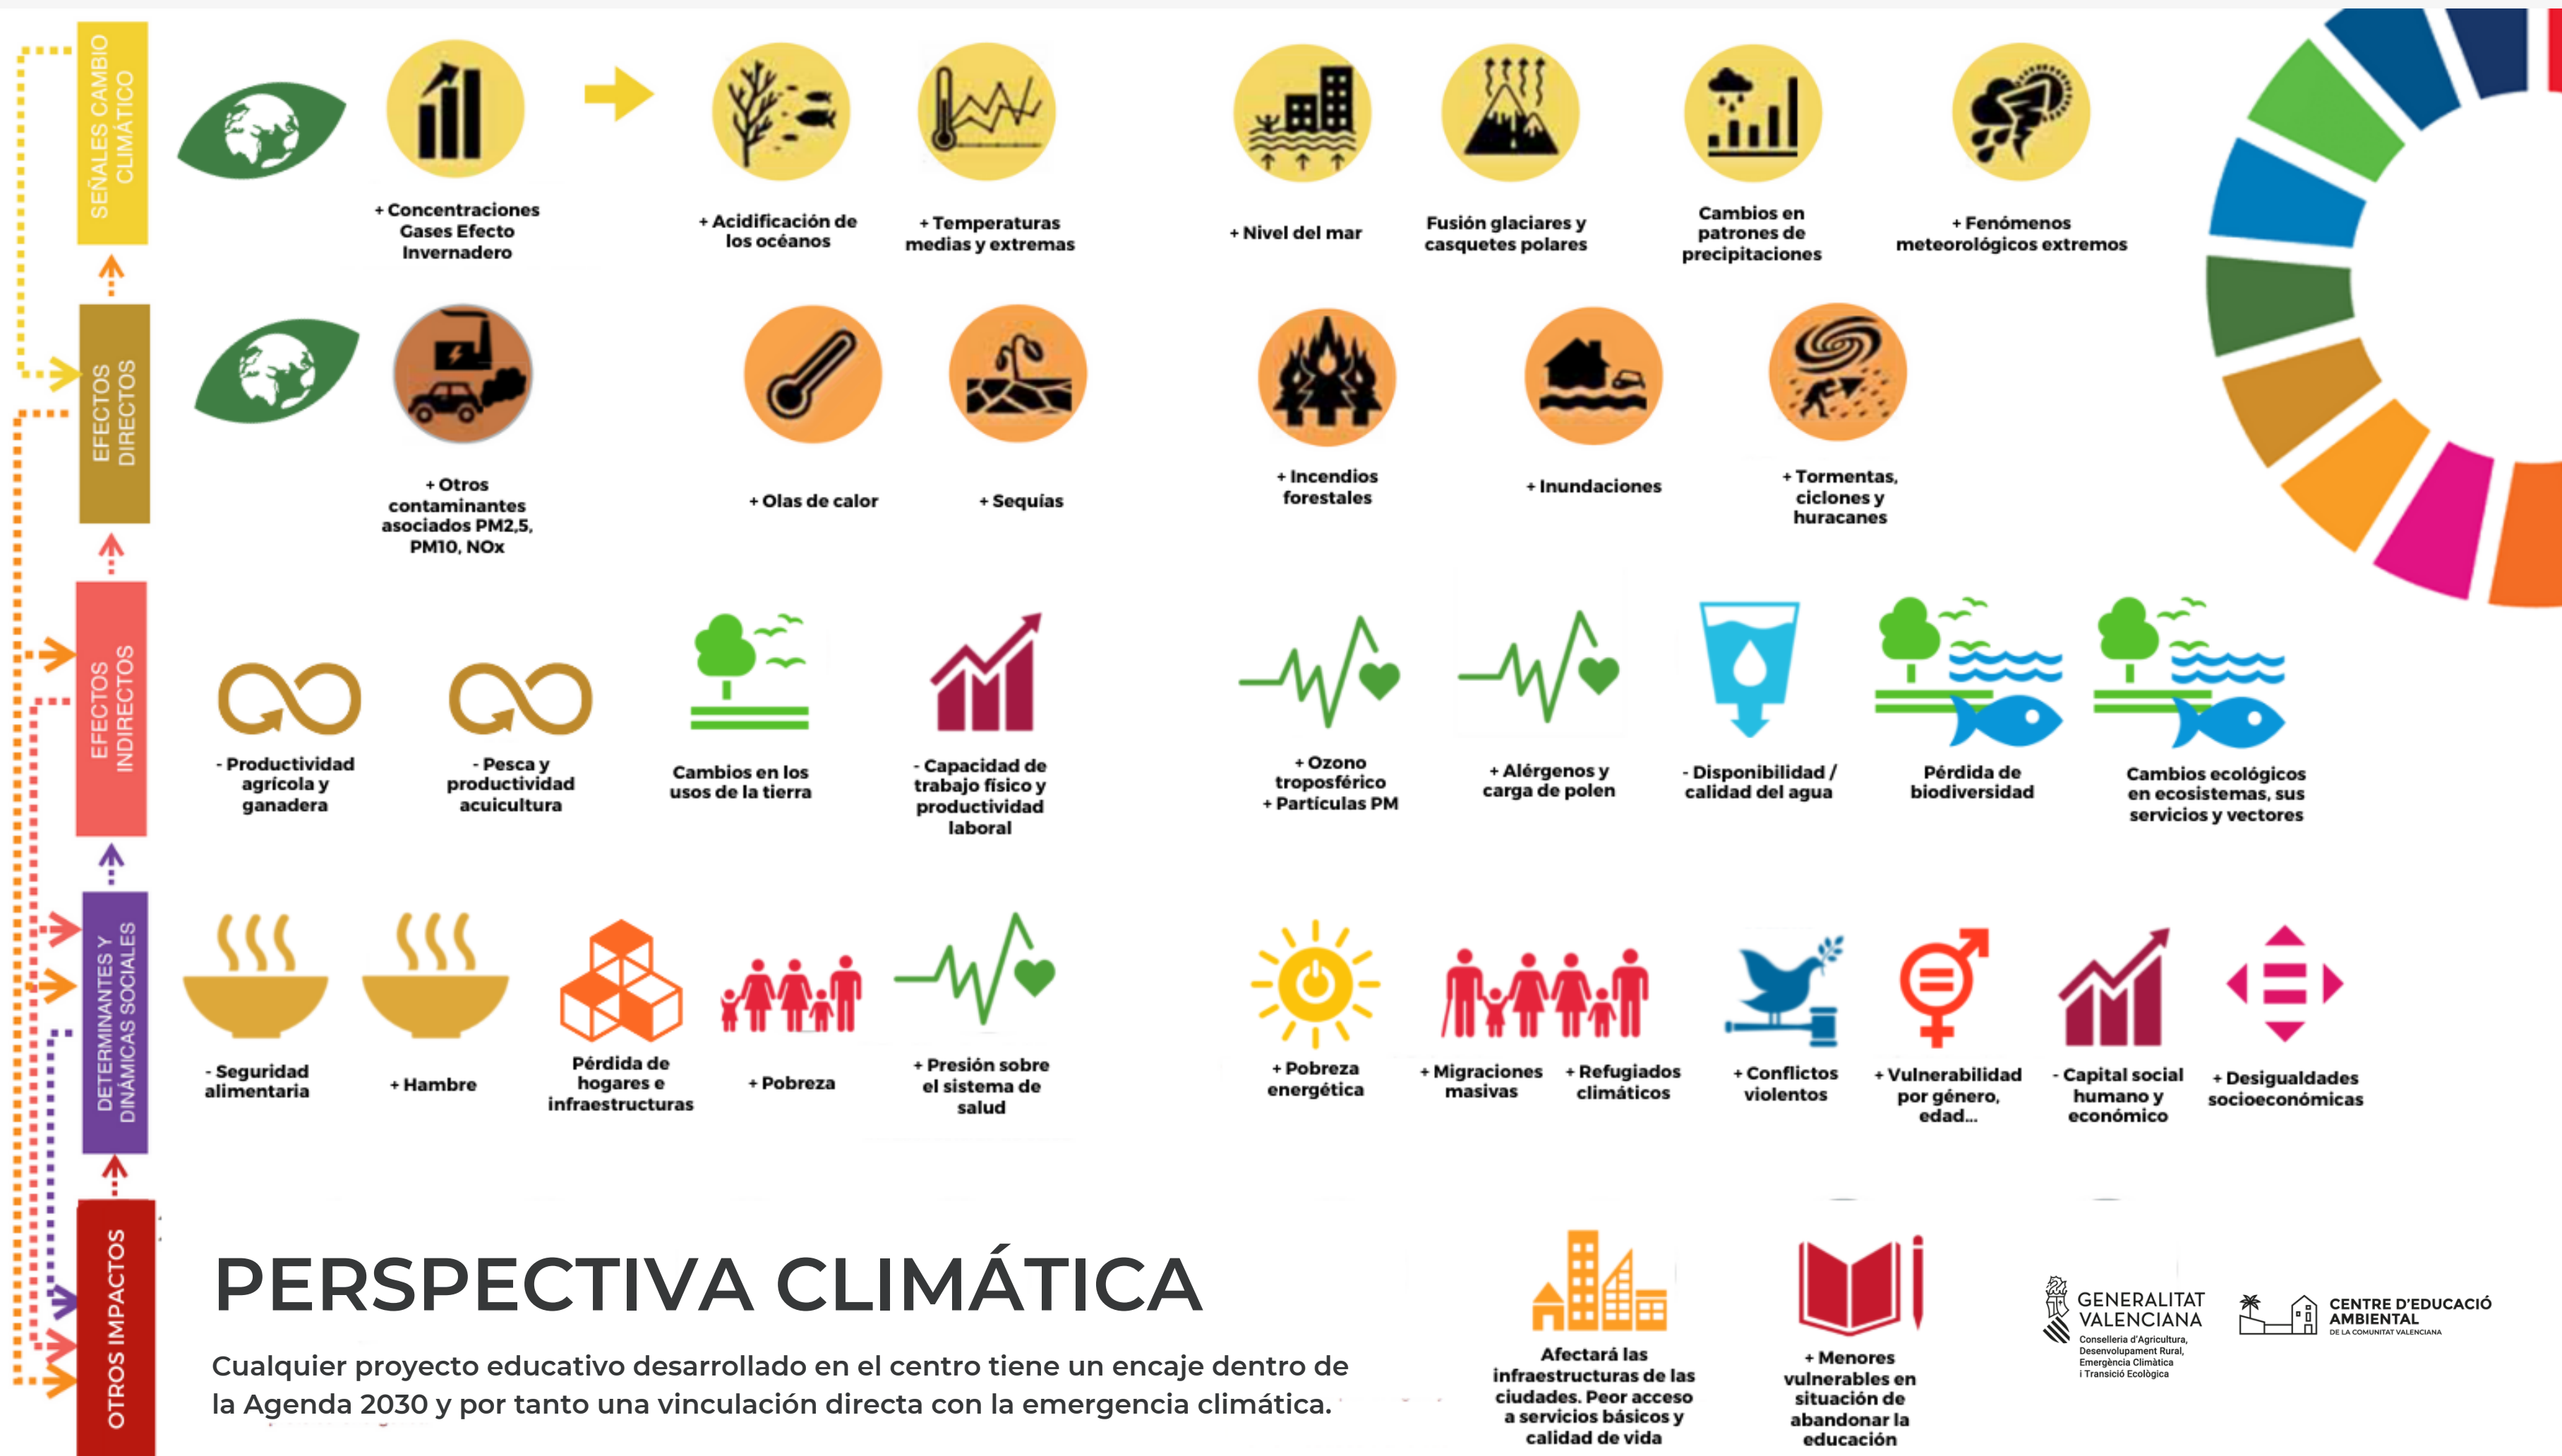 SEÑALES CAMBIO
CLIMÁTICO
+ Concentraciones
Gases Efecto
Invernadero
+ Acidificación de
los océanos
+ Temperaturas
medias y extremas
+ Nivel del mar
Fusión glaciares y
casquetes polares
Cambios en
patrones de
precipitaciones
+ Fenómenos
meteorológicos extremos
EFECTOS
DIRECTOS
+ Otros
contaminantes
asociados PM2,5,
PM10, NOx
+ Olas de calor
+ Sequías
+ Incendios
forestales
+ Inundaciones
+ Tormentas,
ciclones y
huracanes
EFECTOS
INDIRECTOS
- Productividad
agrícola y
ganadera
- Pesca y
productividad
acuicultura
Cambios en los
usos de la tierra
- Capacidad de
trabajo físico y
productividad
laboral
+ Ozono
troposférico
+ Partículas PM
+ Alérgenos y
carga de polen
- Disponibilidad /
calidad del agua
Pérdida de
biodiversidad
Cambios ecológicos
en ecosistemas, sus
servicios y vectores
DETERMINANTES Y
DINÁMICAS SOCIALES
- Seguridad
alimentaria
+ Hambre
Pérdida de
hogares e
infraestructuras
+ Pobreza
+ Presión sobre
el sistema de
salud
+ Pobreza
energética
+ Migraciones
masivas
+ Refugiados
climáticos
+ Conflictos
violentos
+ Vulnerabilidad
por género,
edad...
- Capital social
humano y
económico
+ Desigualdades
socioeconómicas
OTROS IMPACTOS
PERSPECTIVA CLIMÁTICA
Cualquier proyecto educativo desarrollado en el centro tiene un encaje dentro de
la Agenda 2030 y por tanto una vinculación directa con la emergencia climática.
Afectará las
infraestructuras de las
ciudades. Peor acceso
a servicios básicos y
calidad de vida
+ Menores
vulnerables en
situación de
abandonar la
educación
GENERALITAT
VALENCIANA
Conselleria d'Agricultura,
Desenvolupament Rural,
Emergència Climàtica
i Transició Ecològica
CENTRE D'EDUCACIÓ
AMBIENTAL
DE LA COMUNITAT VALENCIANA